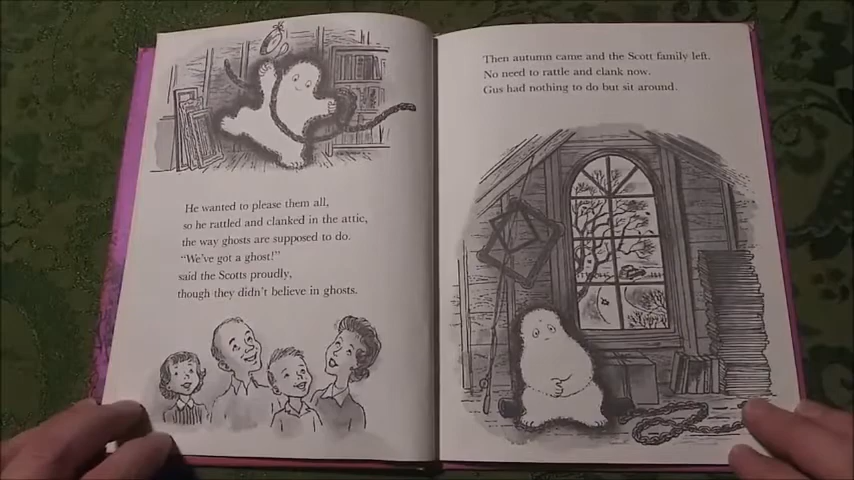 He wanted to please them all,
so he rattled and clanked in the attic,
the way ghosts are supposed to do.
"We've got a ghost!"
said the Scotts proudly,
though they didn't believe in ghosts.
Then autumn came and the Scott family left.
No need to rattle and clank now.
Gus had nothing to do but sit around.